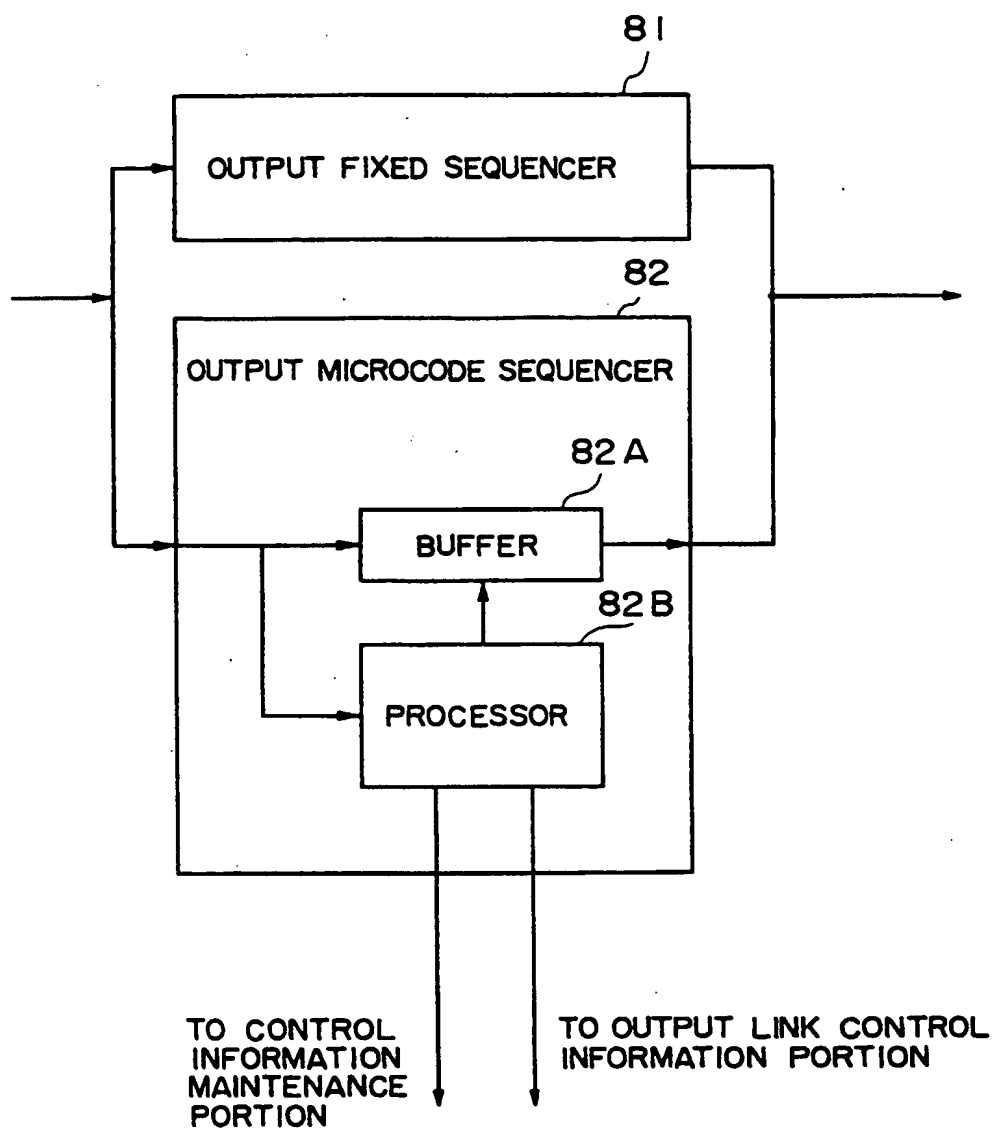 81
OUTPUT FIXED SEQUENCER
82
OUTPUT MICROCODE SEQUENCER
82A
BUFFER
82B
PROCESSOR
TO CONTROL
INFORMATION
MAINTENANCE
PORTION
TO OUTPUT LINK CONTROL
INFORMATION PORTION